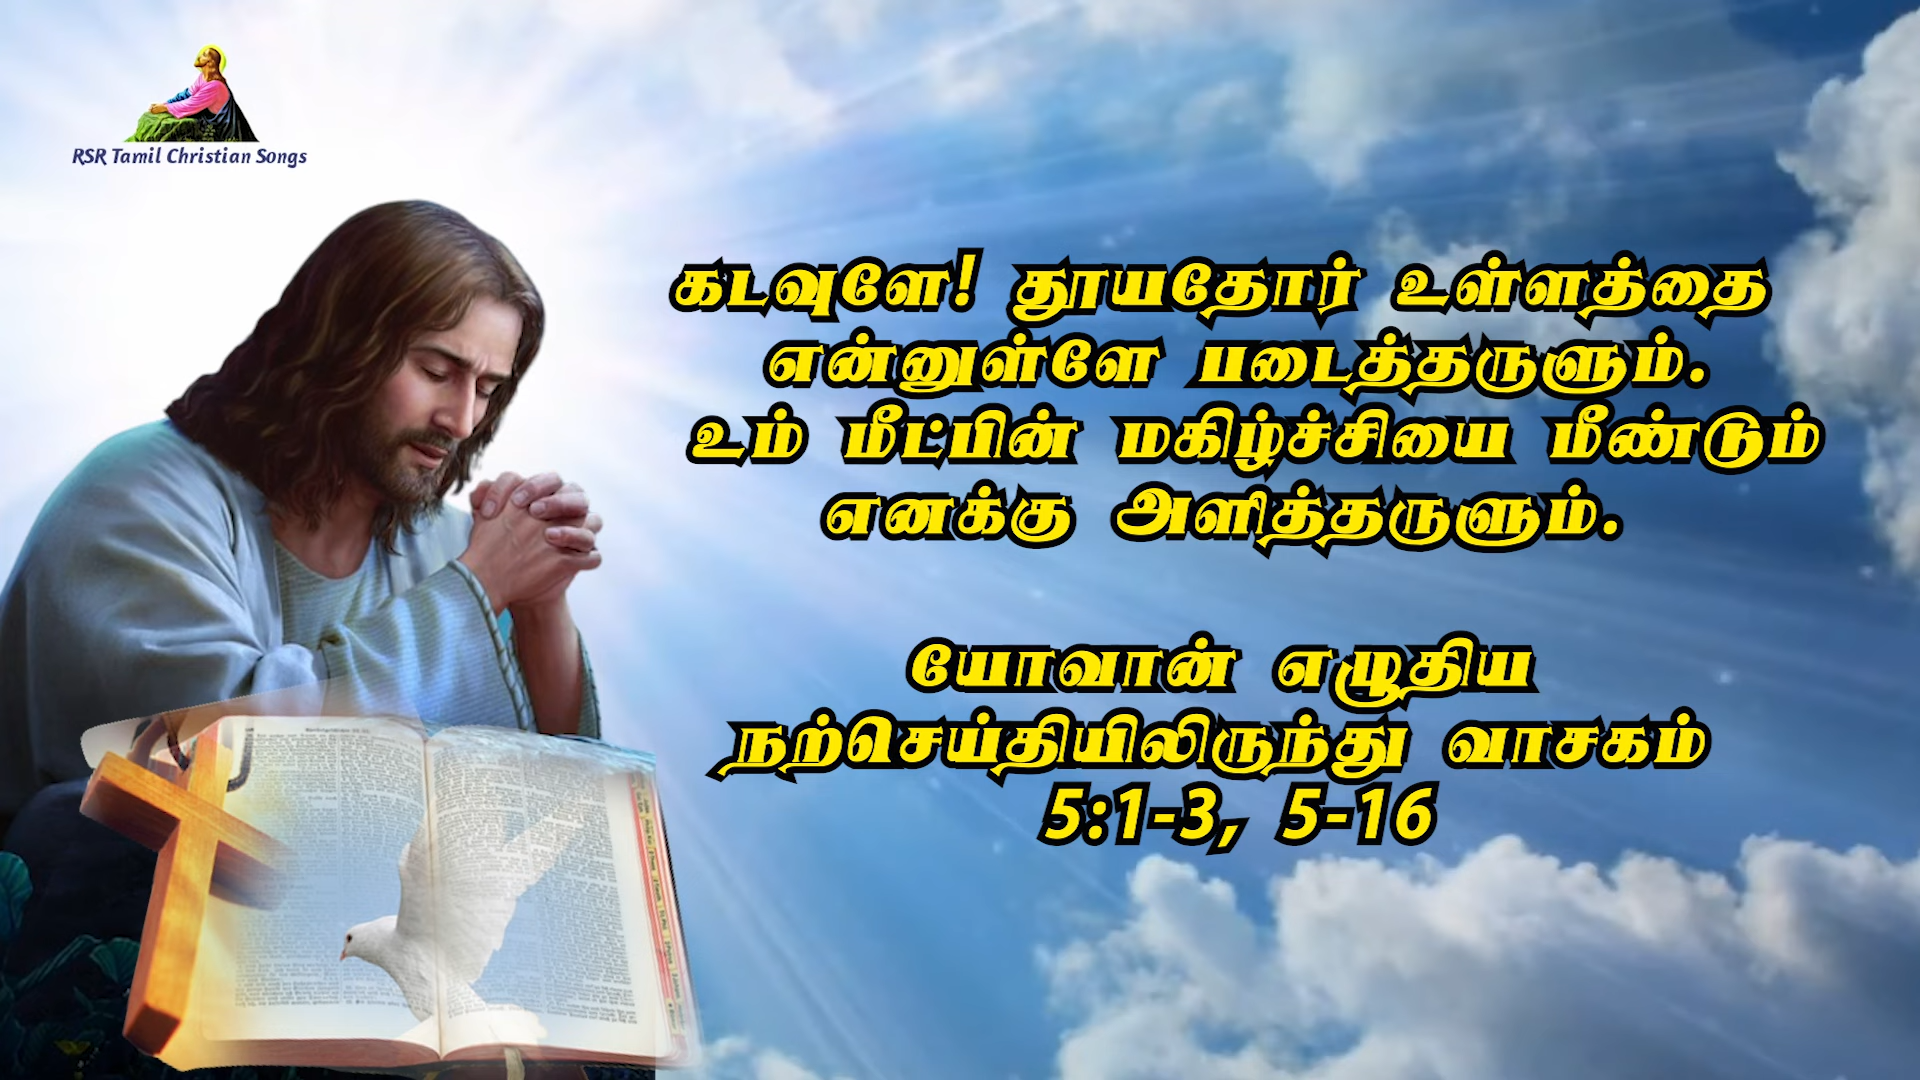 RSR Tamil Christian Songs
கடவுளே! தூயதோர் உள்ளத்தை
என்னுள்ளே படைத்தருளும்.
உம் மீட்பின் மகிழ்ச்சியை மீண்டும்
எனக்கு அளித்தருளும்.
யோவான் எழுதிய
நற்செய்தியிலிருந்து வாசகம்
5:1-3, 5-16